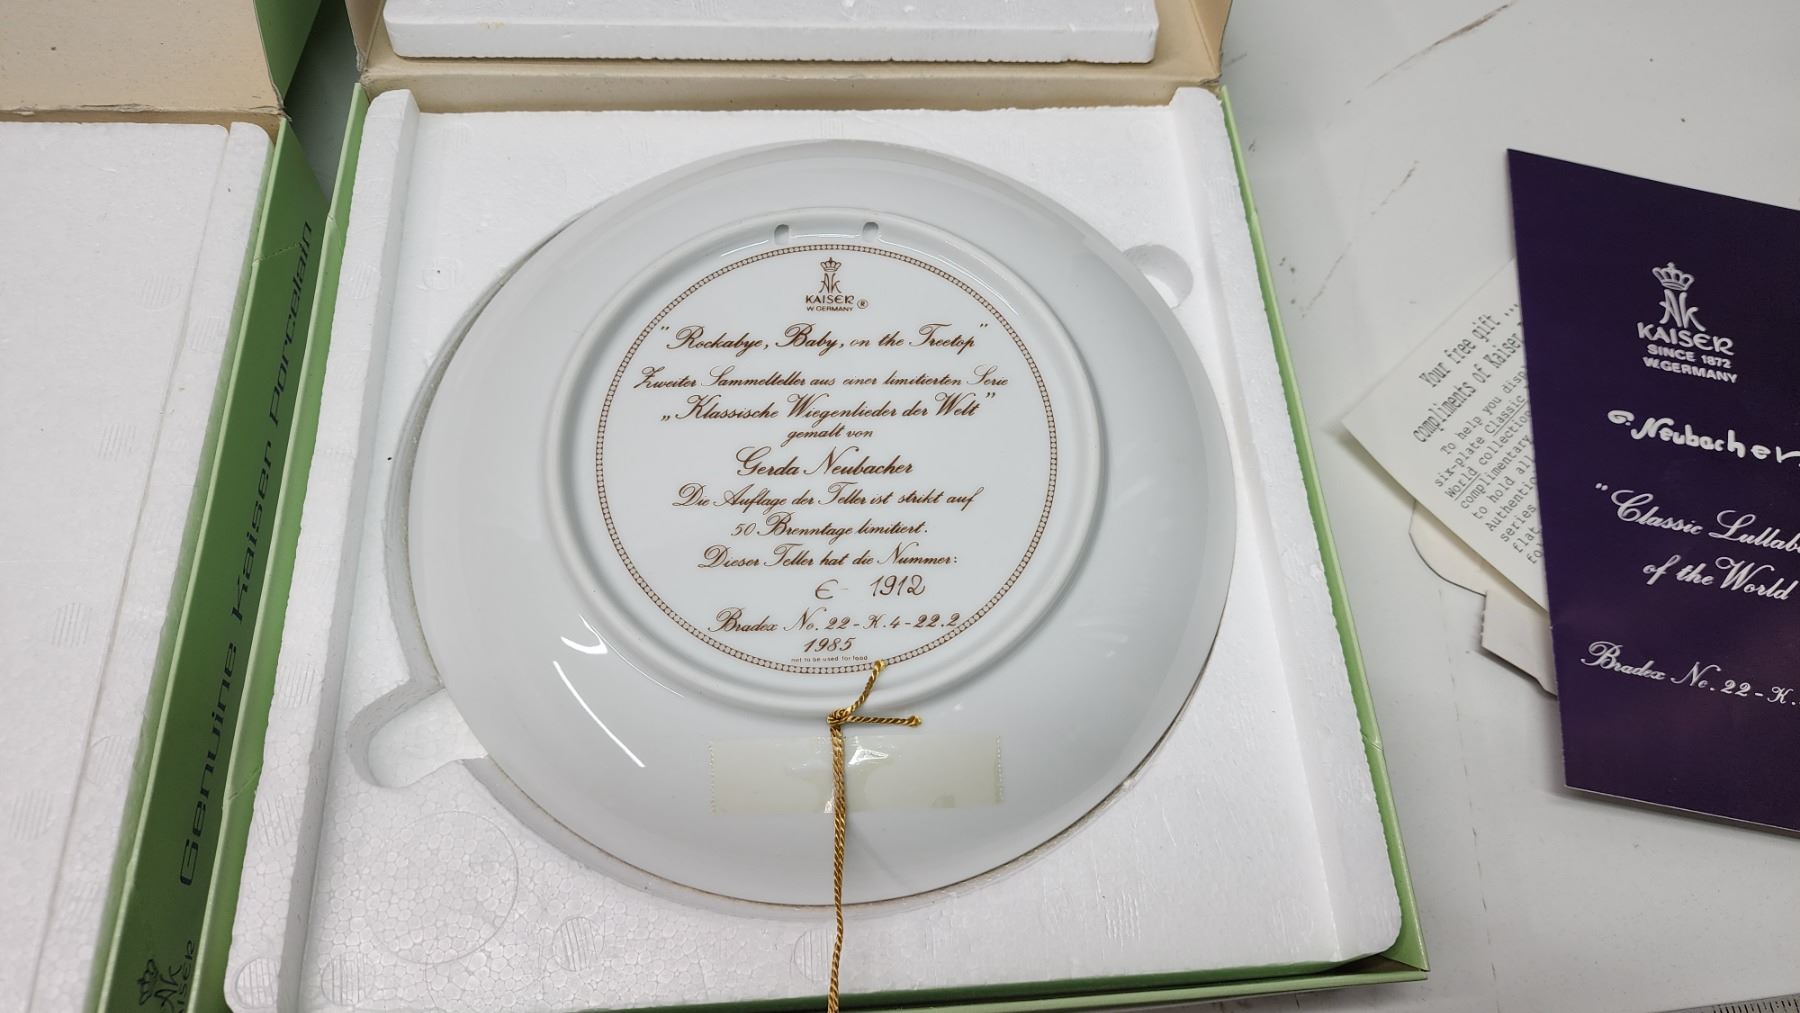 KAISER ®
W. GERMANY
"Rockabye, Baby, on the Treetop"
Zweiter Sammelteller aus einer limitierten Serie
„Klassische Wiegenlieder der Welt"
gemalt von
Gerda Neubacher
Die Auflage der Teller ist strikt auf
50 Brenntage limitiert.
Dieser Teller hat die Nummer:
E - 1912
Bradex No. 22-K.4-22.2
1985
not to be used for food
Genuine Kaiser Porcelain
KAISER
Your free gift
compliments of Kaiser
To help you
six-plate Classic
World collection
complimentary
to hold all
Authentic
series
flat
KAISER
SINCE 1872
W.GERMANY
G. Neubacher
"Classic
of the World
Bradex No. 22-K.